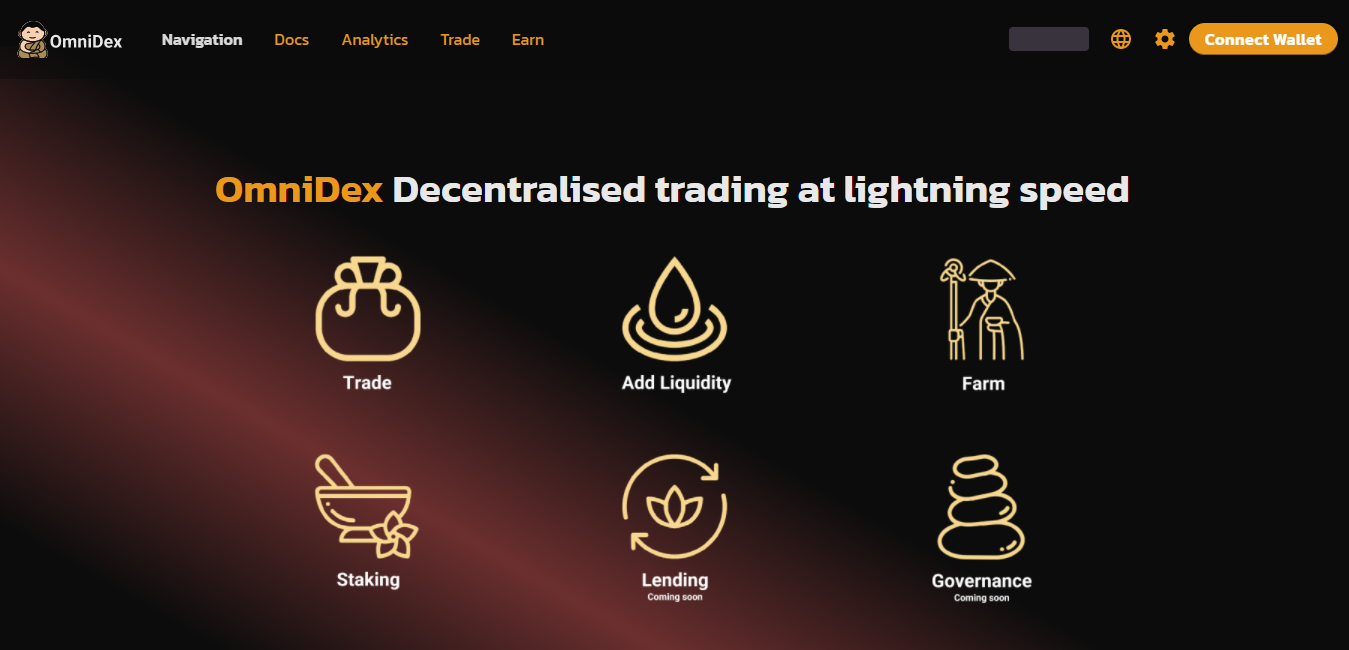 OmniDex Navigation Docs Analytics Trade Earn Connect Wallet
OmniDex Decentralised trading at lightning speed
Trade Add Liquidity Farm
Staking Lending Governance
Coming soon Coming soon